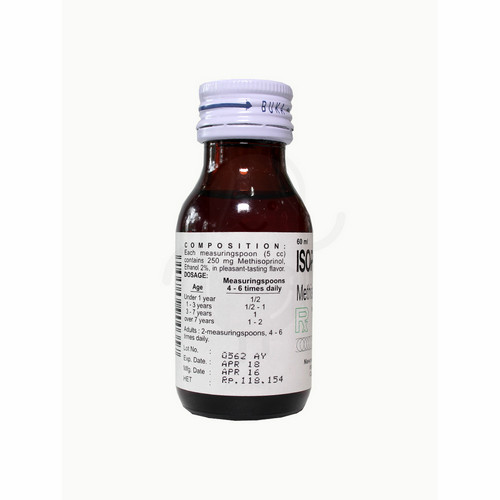 BUKA
COMPOSITION :
Each measuringspoon (5 cc)
contains 250 mg Methisoprinol,
Ethanol 2%, in pleasant-tasting flavor.
DOSAGE:
Age Measuringspoons
4 - 6 times daily
Under 1 year 1/2
1 - 3 years 1/2 - 1
3 - 7 years 1
over 7 years 1 - 2
Adults : 2-measuringspoons, 4 - 6
times daily.
Lot No. : 0562 AY
Exp. Date. : APR 18
Mfg. Date : APR 16
HET : Rp.118.154
60 ml